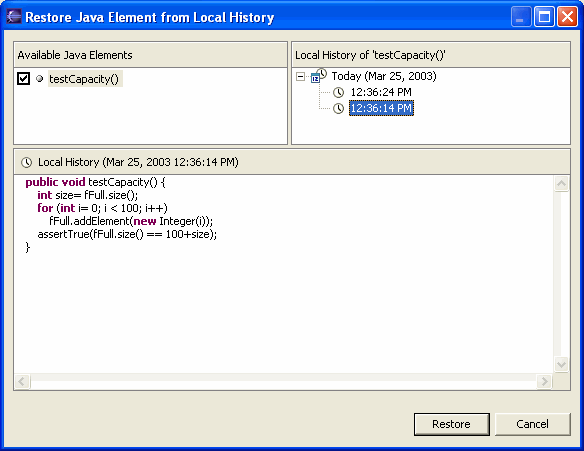 Restore Java Element from Local History
Available Java Elements
testCapacity()
Local History of 'testCapacity()'
Today (Mar 25, 2003)
12:36:24 PM
12:36:14 PM
Local History (Mar 25, 2003 12:36:14 PM)
public void testCapacity() {
    int size= fFull.size();
    for (int i= 0; i < 100; i++)
        fFull.addElement(new Integer(i));
    assertTrue(fFull.size() == 100+size);
}
Restore
Cancel